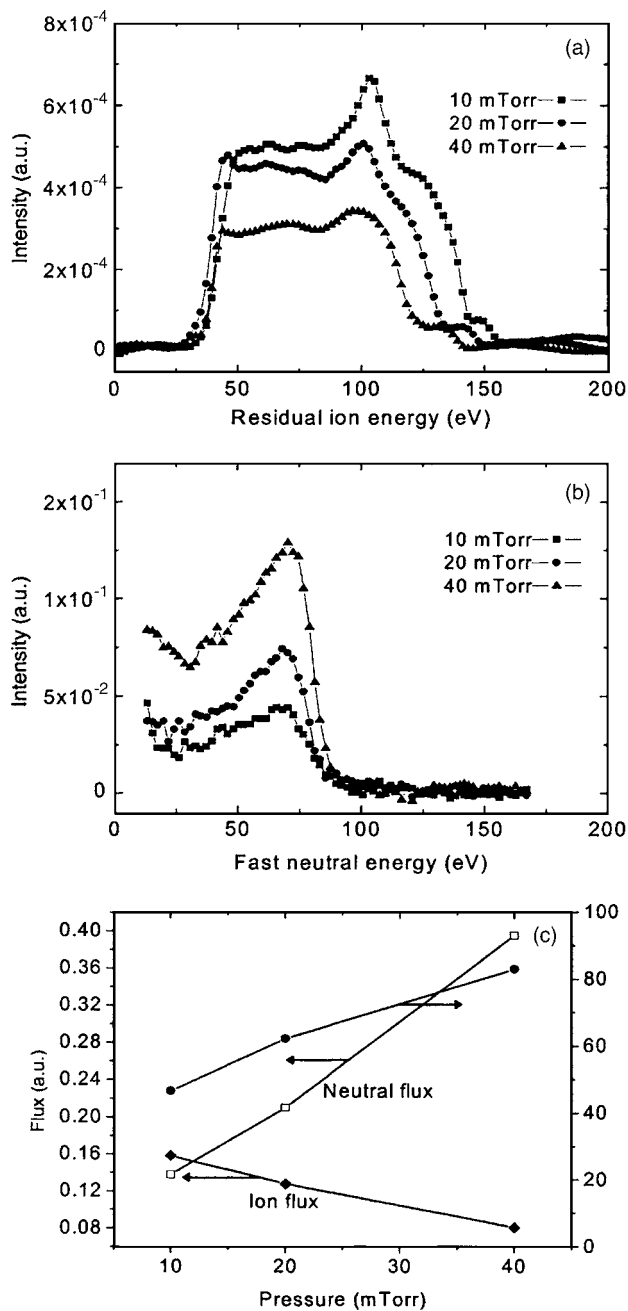 (a)
8x10-4
6x10-4
4x10-4
2x10-4
0
Intensity (a.u.)
10 mTorr
20 mTorr
40 mTorr
0 50 100 150 200
Residual ion energy (eV)
(b)
2x10-1
1x10-1
5x10-2
0
Intensity (a.u.)
10 mTorr
20 mTorr
40 mTorr
0 50 100 150 200
Fast neutral energy (eV)
(c)
0.40
0.36
0.32
0.28
0.24
0.20
0.16
0.12
0.08
Flux (a.u.)
Neutral flux
Ion flux
100
80
60
40
20
0
10 20 30 40
Pressure (mTorr)